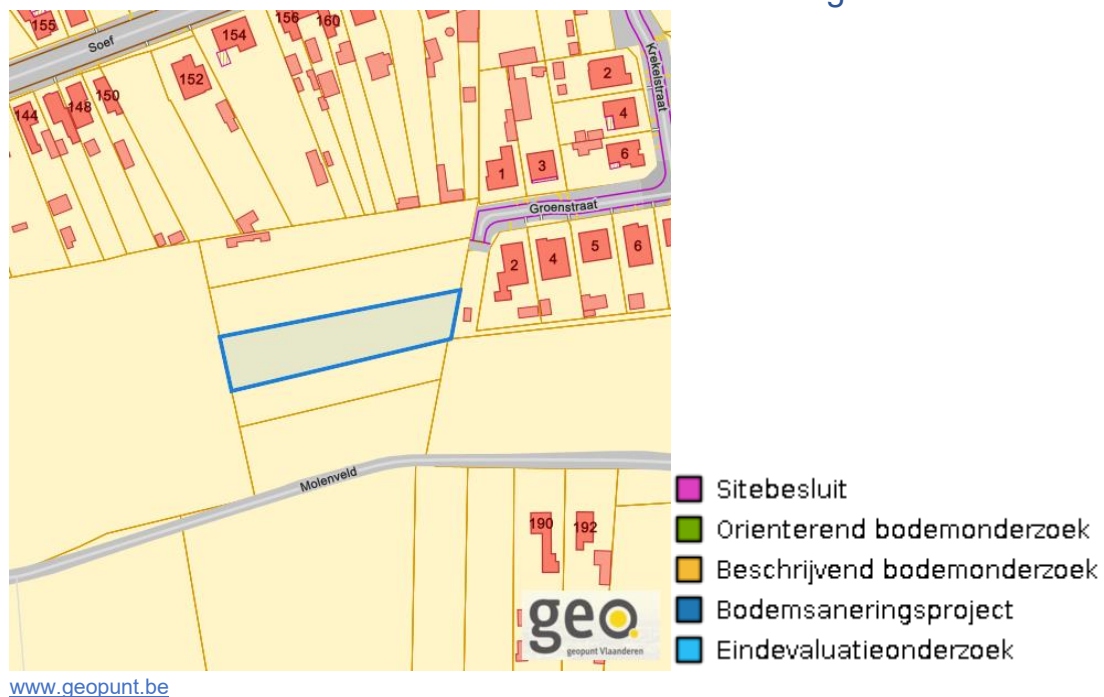 155
Soef
154
156
160
152
144
148
150
Krekelstraat
2
4
6
1
3
Groenstraat
2
4
5
6
Molenveld
190
192
geo
geopunt Vlaanderen
Sitebesluit
Orienterend bodemonderzoek
Beschrijvend bodemonderzoek
Bodemsaneringsproject
Eindevaluatieonderzoek
www.geopunt.be